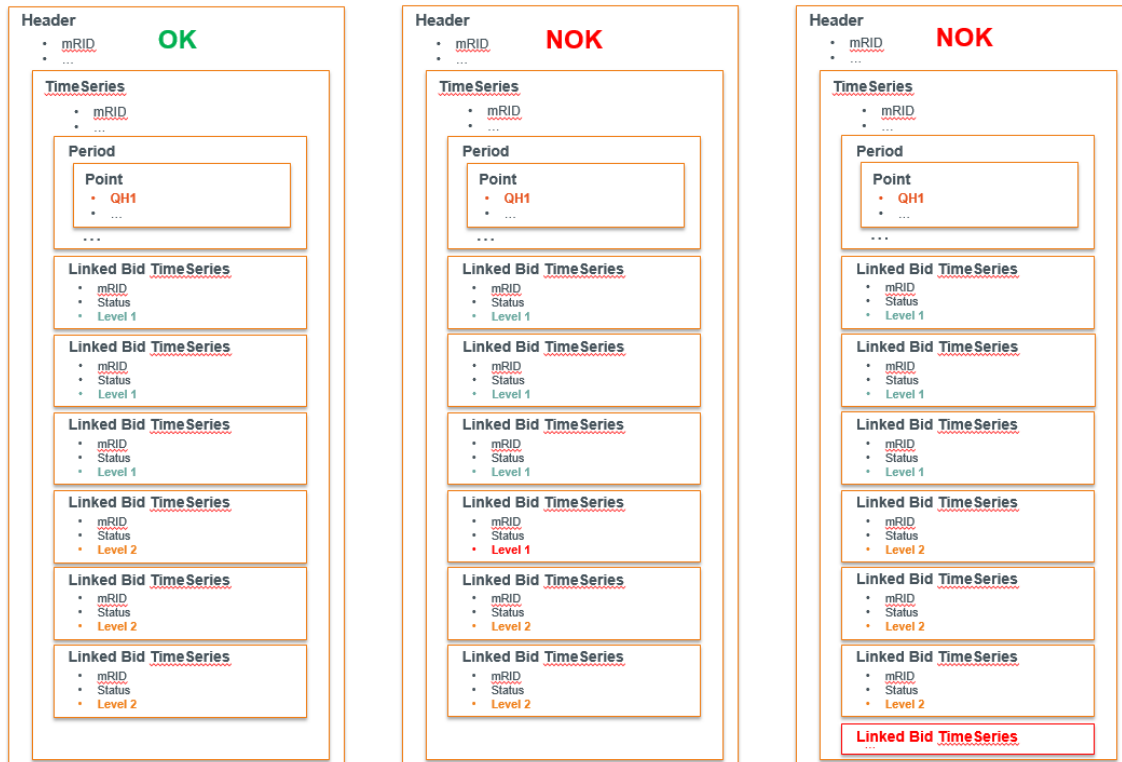 Header
OK
• mRID
• ...
TimeSeries
• mRID
• ...
Period
Point
• QH1
• ...
...
Linked Bid TimeSeries
• mRID
• Status
• Level 1
Linked Bid TimeSeries
• mRID
• Status
• Level 1
Linked Bid TimeSeries
• mRID
• Status
• Level 1
Linked Bid TimeSeries
• mRID
• Status
• Level 2
Linked Bid TimeSeries
• mRID
• Status
• Level 2
Linked Bid TimeSeries
• mRID
• Status
• Level 2
Header
NOK
• mRID
• ...
TimeSeries
• mRID
• ...
Period
Point
• QH1
• ...
...
Linked Bid TimeSeries
• mRID
• Status
• Level 1
Linked Bid TimeSeries
• mRID
• Status
• Level 1
Linked Bid TimeSeries
• mRID
• Status
• Level 1
Linked Bid TimeSeries
• mRID
• Status
• Level 1
Linked Bid TimeSeries
• mRID
• Status
• Level 2
Linked Bid TimeSeries
• mRID
• Status
• Level 2
Header
NOK
• mRID
• ...
TimeSeries
• mRID
• ...
Period
Point
• QH1
• ...
...
Linked Bid TimeSeries
• mRID
• Status
• Level 1
Linked Bid TimeSeries
• mRID
• Status
• Level 1
Linked Bid TimeSeries
• mRID
• Status
• Level 1
Linked Bid TimeSeries
• mRID
• Status
• Level 2
Linked Bid TimeSeries
• mRID
• Status
• Level 2
Linked Bid TimeSeries
• mRID
• Status
• Level 2
Linked Bid TimeSeries
...